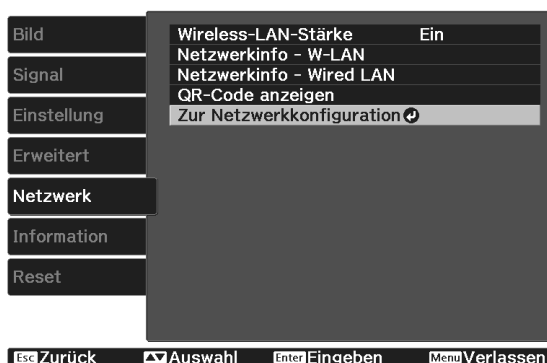 Bild
Signal
Einstellung
Erweitert
Netzwerk
Information
Reset
Wireless-LAN-Stärke Ein
Netzwerkinfo - W-LAN
Netzwerkinfo - Wired LAN
QR-Code anzeigen
Zur Netzwerkkonfiguration
Esc Zurück Auswahl Enter Eingeben Menu Verlassen